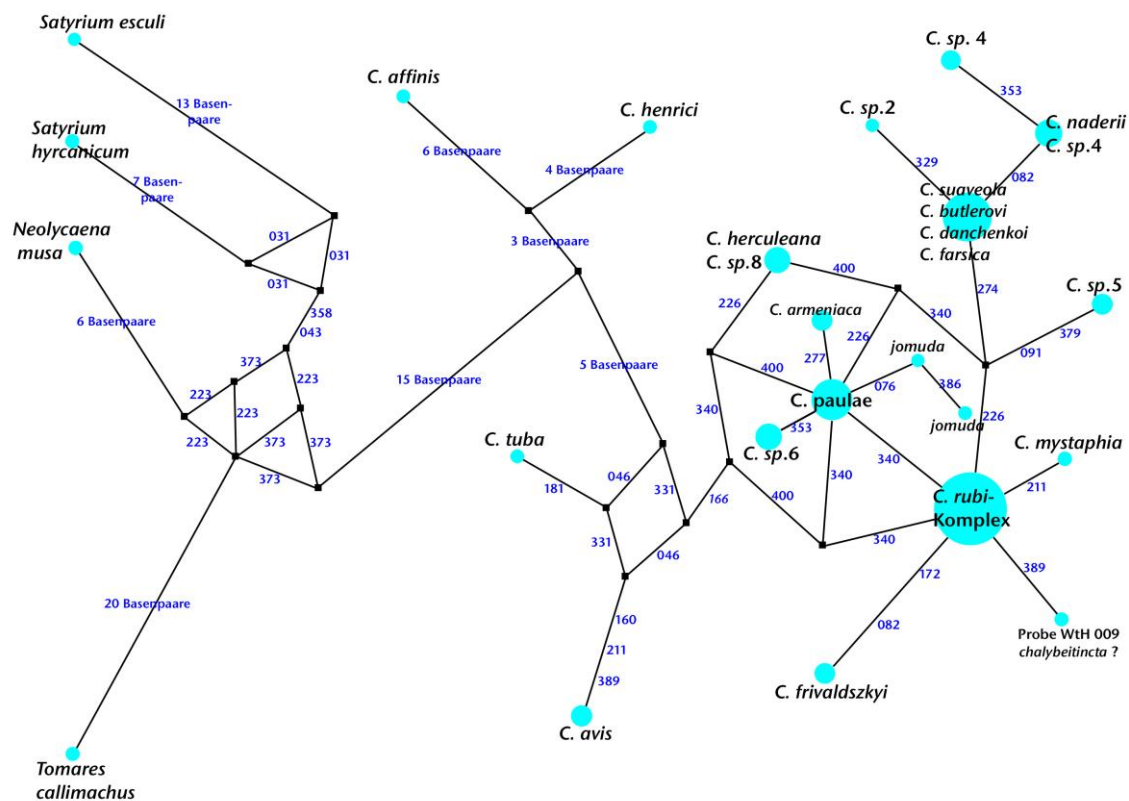 Satyrium esculi
13 Basen-
paare
Satyrium
hyrcanicum
7 Basen-
paare
Neolycaena
musa
6 Basenpaare
031
031
031
358
043
373
223
223
223
373
373
373
20 Basenpaare
Tomares
callimachus
15 Basenpaare
C. affinis
6 Basenpaare
C. henrici
4 Basenpaare
3 Basenpaare
5 Basenpaare
C. tuba
181
046
331
331
046
166
160
211
389
C. avis
C. herculeana
C. sp.8
400
226
226
340
C. armeniaca
277
400
340
C. paulae
353
C. sp.6
400
340
340
340
076
jomuda
386
jomuda
C. sp. 4
353
C. sp.2
329
C. naderii
C. sp.4
082
C. suaveola
C. butlerovi
C. danchenkoi
C. farsica
274
C. sp.5
379
091
226
C. mystaphia
211
C. rubi-
Komplex
172
082
C. frivaldszkyi
389
Probe WtH 009
chalybeitincta ?